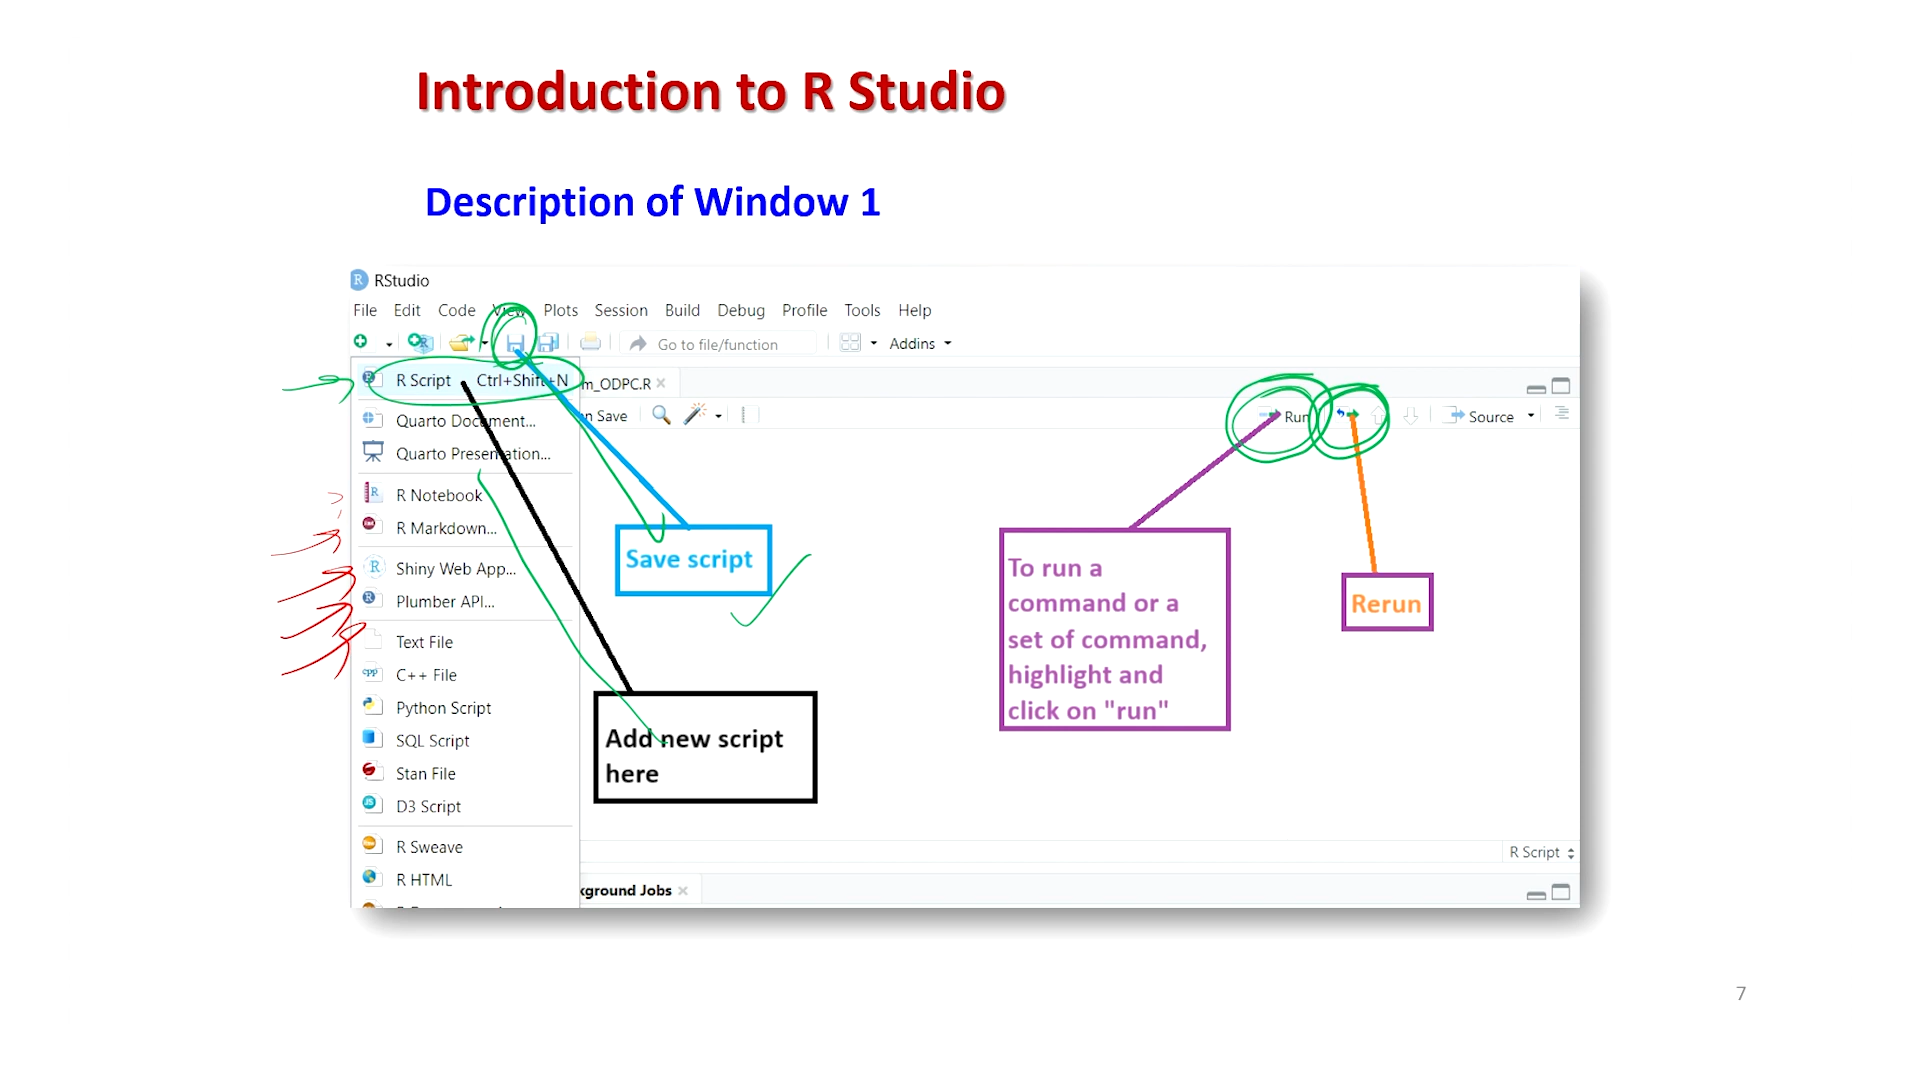 Introduction to R Studio
Description of Window 1
RStudio
File Edit Code View Plots Session Build Debug Profile Tools Help
Go to file/function Addins
R Script Ctrl+Shift+N
m_ODPC.R
Quarto Document...
Save
Run Source
Quarto Presentation...
R Notebook
R Markdown...
Shiny Web App...
Plumber API...
Text File
C++ File
Python Script
SQL Script
Stan File
D3 Script
R Sweave
R HTML
Save script
Add new script
here
To run a
command or a
set of command,
highlight and
click on "run"
Rerun
R Script
kground Jobs
7